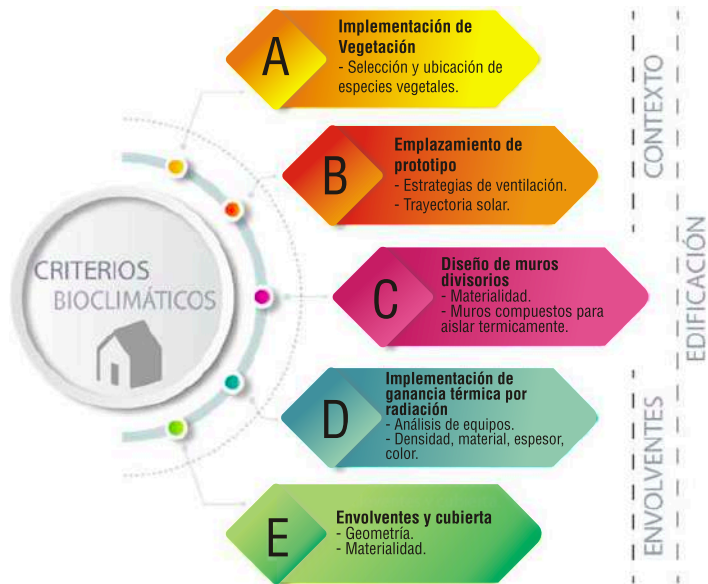 CRITERIOS
BIOCLIMÁTICOS
A
Implementación de
Vegetación
- Selección y ubicación de
especies vegetales.
B
Emplazamiento de
prototipo
- Estrategias de ventilación.
- Trayectoria solar.
C
Diseño de muros
divisorios
- Materialidad.
- Muros compuestos para
aislar termicamente.
D
Implementación de
ganancia térmica por
radiación
- Análisis de equipos.
- Densidad, material, espesor,
color.
E
Envolventes y cubierta
- Geometría.
- Materialidad.
CONTEXTO
ENVOLVENTES
EDIFICACIÓN